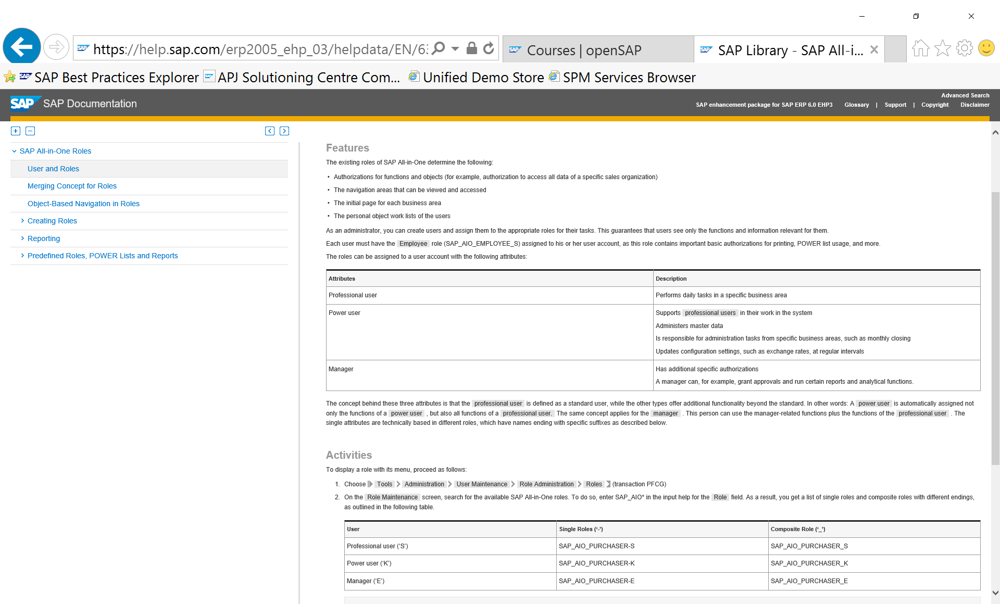 https://help.sap.com/erp2005_ehp_03/helpdata/EN/6
Courses | openSAP
SAP Library - SAP All-i...
SAP Best Practices Explorer
APJ Solutioning Centre Com...
Unified Demo Store
SPM Services Browser
SAP
SAP Documentation
Advanced Search
SAP enhancement package for SAP ERP 6.0 EHP3 Glossary | Support | Copyright Disclaimer
SAP All-in-One Roles
User and Roles
Merging Concept for Roles
Object-Based Navigation in Roles
Creating Roles
Reporting
Predefined Roles, POWER Lists and Reports
Features
The existing roles of SAP All-in-One determine the following:
• Authorizations for functions and objects (for example, authorization to access all data of a specific sales organization)
• The navigation areas that can be viewed and accessed
• The initial page for each business area
• The personal object work lists of the users
As an administrator, you can create users and assign them to the appropriate roles for their tasks. This guarantees that users see only the functions and information relevant for them.
Each user must have the Employee role (SAP_AIO_EMPLOYEE_S) assigned to his or her user account, as this role contains important basic authorizations for printing, POWER list usage, and more.
The roles can be assigned to a user account with the following attributes:
Attributes Description
Professional user Performs daily tasks in a specific business area
Power user Supports professional users in their work in the system
Administers master data
Is responsible for administration tasks from specific business areas, such as monthly closing
Updates configuration settings, such as exchange rates, at regular intervals
Manager Has additional specific authorizations
A manager can, for example, grant approvals and run certain reports and analytical functions.
The concept behind these three attributes is that the professional user is defined as a standard user, while the other types offer additional functionality beyond the standard. In other words: A power user is automatically assigned not
only the functions of a power user , but also all functions of a professional user. The same concept applies for the manager . This person can use the manager-related functions plus the functions of the professional user . The
single attributes are technically based in different roles, which have names ending with specific suffixes as described below.
Activities
To display a role with its menu, proceed as follows:
1. Choose Tools Administration User Maintenance Role Administration Roles (transaction PFCG)
2. On the Role Maintenance screen, search for the available SAP All-in-One roles. To do so, enter SAP_AIO* in the input help for the Role field. As a result, you get a list of single roles and composite roles with different endings,
as outlined in the following table.
User Single Roles (‘-’) Composite Role (‘_’)
Professional user (‘S’) SAP_AIO_PURCHASER-S SAP_AIO_PURCHASER_S
Power user (‘K’) SAP_AIO_PURCHASER-K SAP_AIO_PURCHASER_K
Manager (‘E’) SAP_AIO_PURCHASER-E SAP_AIO_PURCHASER_E